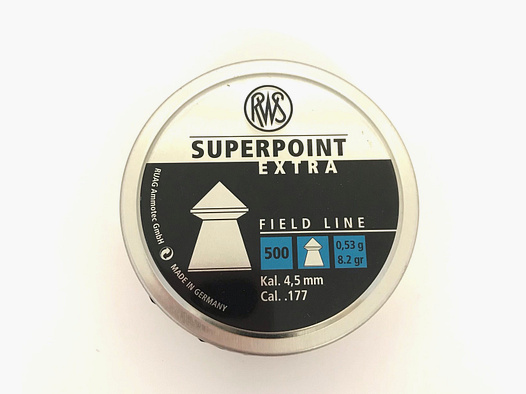 RWS
SUPERPOINT
EXTRA
FIELD LINE
500
0,53 g
8.2 gr
Kal. 4,5 mm
Cal. .177
RUAG Ammotec GmbH
MADE IN GERMANY